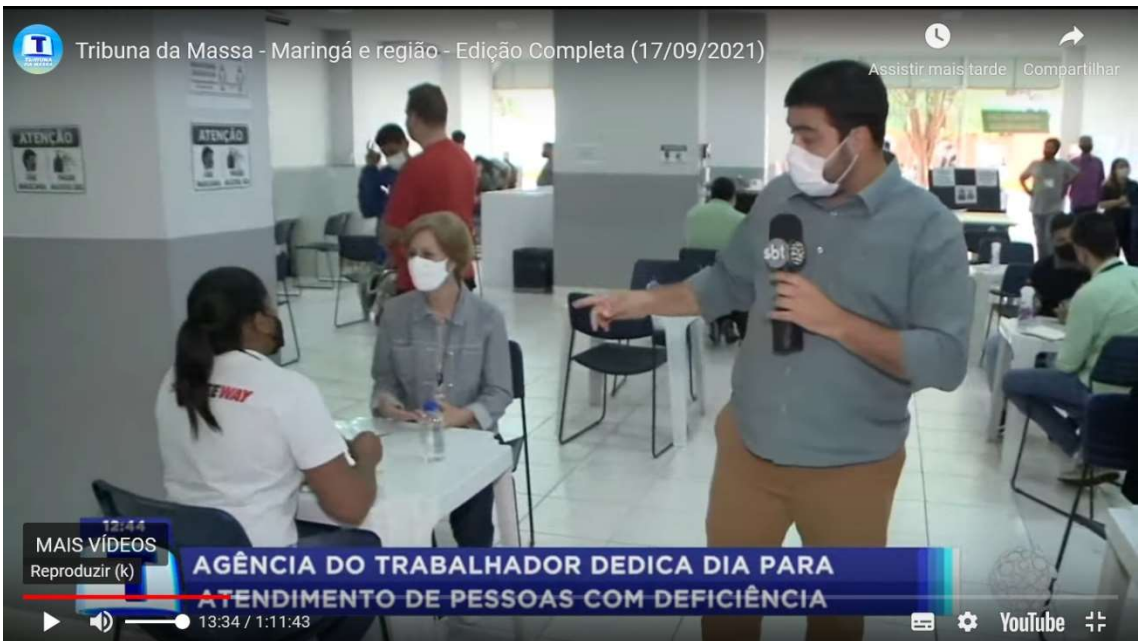 Tribuna da Massa - Maringá e região - Edição Completa (17/09/2021)
Assistir mais tarde
Compartilhar
ATENÇÃO
ATENÇÃO
sbt
12:44
MAIS VÍDEOS
Reproduzir (k)
AGÊNCIA DO TRABALHADOR DEDICA DIA PARA
ATENDIMENTO DE PESSOAS COM DEFICIÊNCIA
13:34 / 1:11:43
YouTube